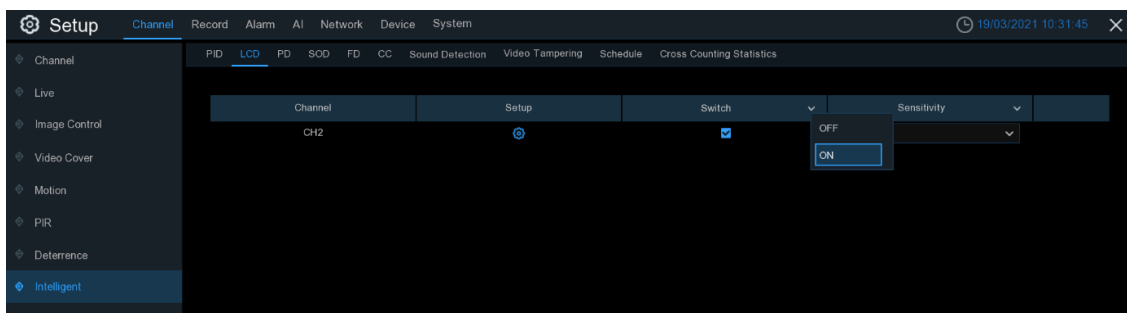 Setup Channel Record Alarm AI Network Device System 19/03/2021 10:31:45
Channel
Live
Image Control
Video Cover
Motion
PIR
Deterrence
Intelligent
PID LCD PD SOD FD CC Sound Detection Video Tampering Schedule Cross Counting Statistics
Channel Setup Switch Sensitivity
CH2
OFF
ON